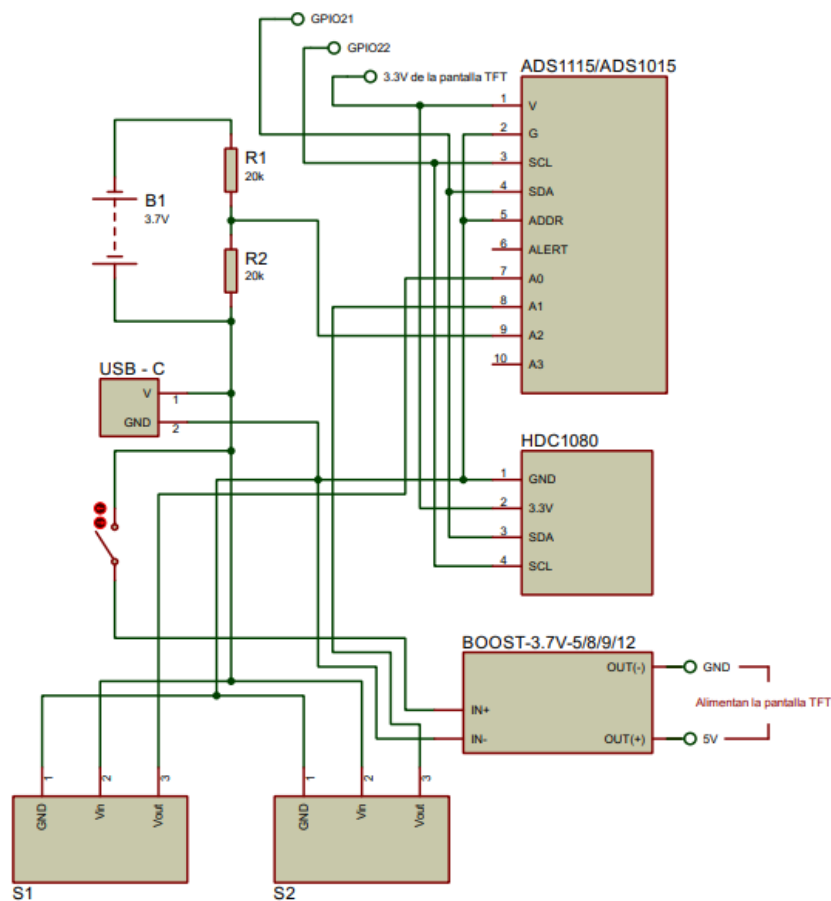 GPIO21
GPIO22
3.3V de la pantalla TFT
ADS1115/ADS1015
1 V
2 G
3 SCL
4 SDA
5 ADDR
6 ALERT
7 A0
8 A1
9 A2
10 A3
R1
20k
B1
3.7V
R2
20k
USB - C
V 1
GND 2
HDC1080
1 GND
2 3.3V
3 SDA
4 SCL
BOOST-3.7V-5/8/9/12
OUT(-) GND
Alimentan la pantalla TFT
IN+
IN-
OUT(+) 5V
1 2 3
GND Vin Vout
S1
1 2 3
GND Vin Vout
S2